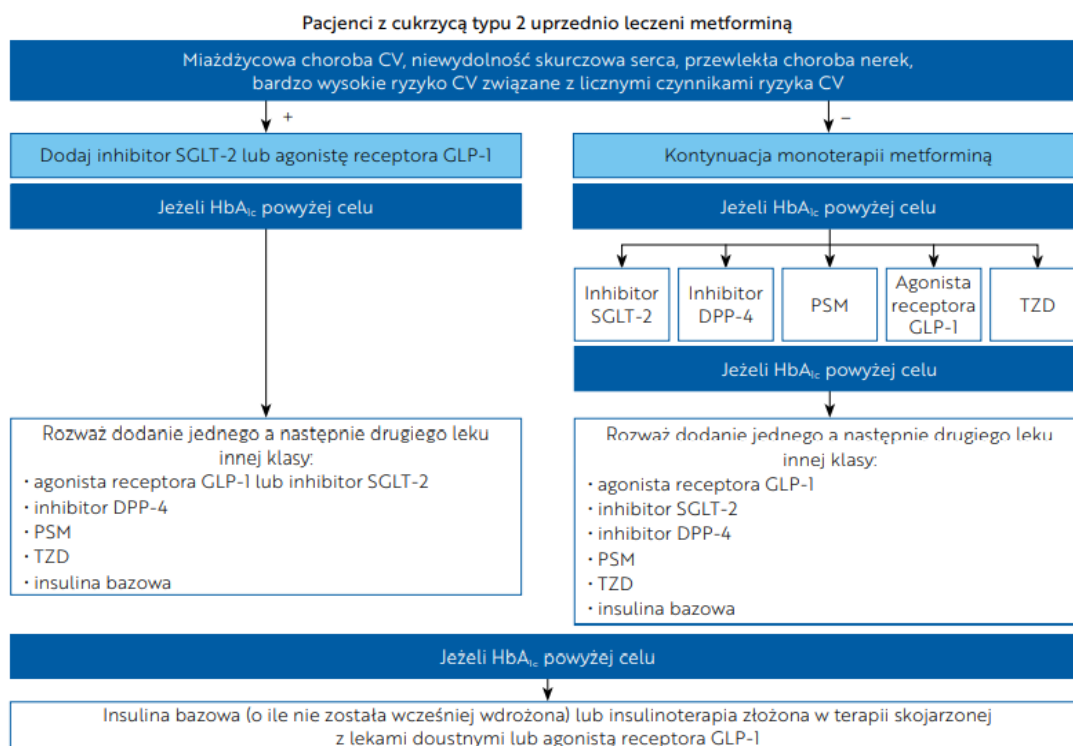 Pacjenci z cukrzycą typu 2 uprzednio leczeni metforminą
Miażdżycowa choroba CV, niewydolność skurczowa serca, przewlekła choroba nerek,
bardzo wysokie ryzyko CV związane z licznymi czynnikami ryzyka CV
+
–
Dodaj inhibitor SGLT-2 lub agonistę receptora GLP-1
Jeżeli HbA1c powyżej celu
Kontynuacja monoterapii metforminą
Jeżeli HbA1c powyżej celu
Inhibitor
SGLT-2
Inhibitor
DPP-4
PSM
Agonista
receptora
GLP-1
TZD
Jeżeli HbA1c powyżej celu
Rozważ dodanie jednego a następnie drugiego leku
innej klasy:
• agonista receptora GLP-1 lub inhibitor SGLT-2
• inhibitor DPP-4
• PSM
• TZD
• insulina bazowa
Rozważ dodanie jednego a następnie drugiego leku
innej klasy:
• agonista receptora GLP-1
• inhibitor SGLT-2
• inhibitor DPP-4
• PSM
• TZD
• insulina bazowa
Jeżeli HbA1c powyżej celu
Insulina bazowa (o ile nie została wcześniej wdrożona) lub insulinoterapia złożona w terapii skojarzonej
z lekami doustnymi lub agonistą receptora GLP-1